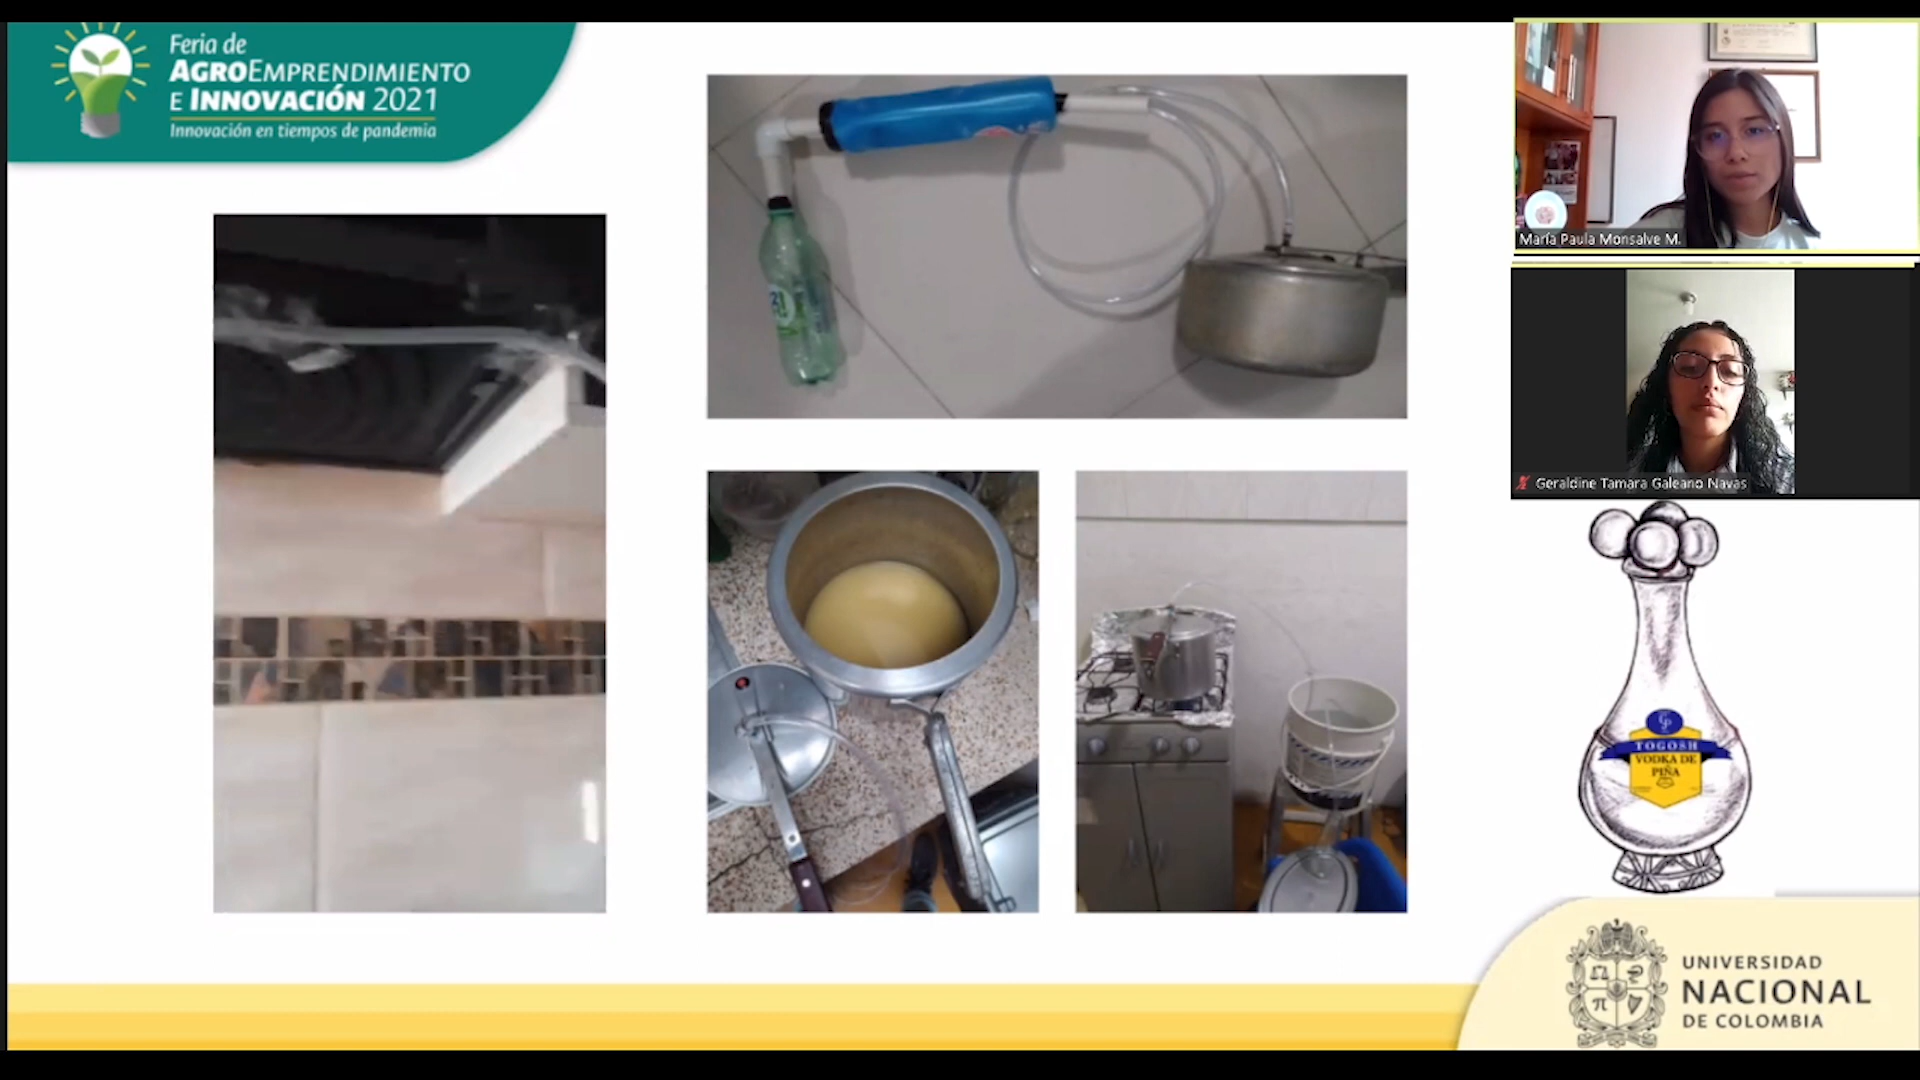 Feria de
AGROEMPRENDIMIENTO
E INNOVACIÓN 2021
Innovación en tiempos de pandemia
María Paula Monsalve M.
Geraldine Tamara Galeano Navas
TOGOSH
VODKA DE
PIÑA
UNIVERSIDAD
NACIONAL
DE COLOMBIA